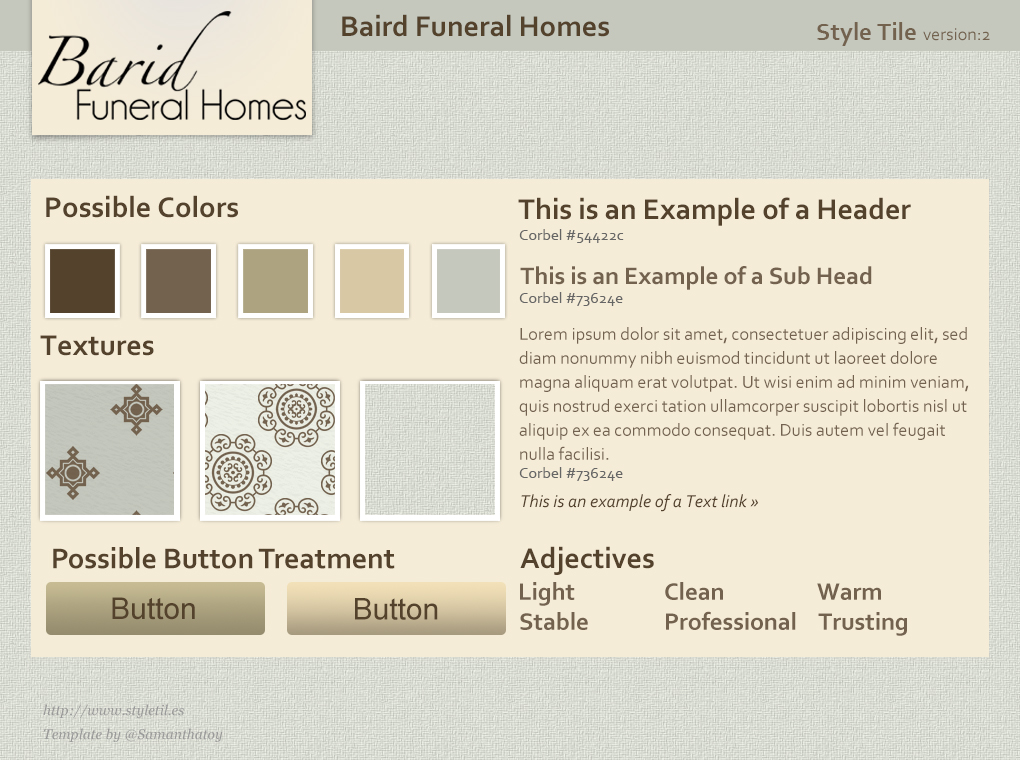 Barid
Funeral Homes
Baird Funeral Homes
Style Tile version:2
Possible Colors
Textures
Possible Button Treatment
Button
Button
This is an Example of a Header
Corbel #54422c
This is an Example of a Sub Head
Corbel #73624e
Lorem ipsum dolor sit amet, consectetuer adipiscing elit, sed
diam nonummy nibh euismod tincidunt ut laoreet dolore
magna aliquam erat volutpat. Ut wisi enim ad minim veniam,
quis nostrud exerci tation ullamcorper suscipit lobortis nisl ut
aliquip ex ea commodo consequat. Duis autem vel feugait
nulla facilisi.
Corbel #73624e
This is an example of a Text link »
Adjectives
Light Clean Warm
Stable Professional Trusting
http://www.styletil.es
Template by @Samanthatoy